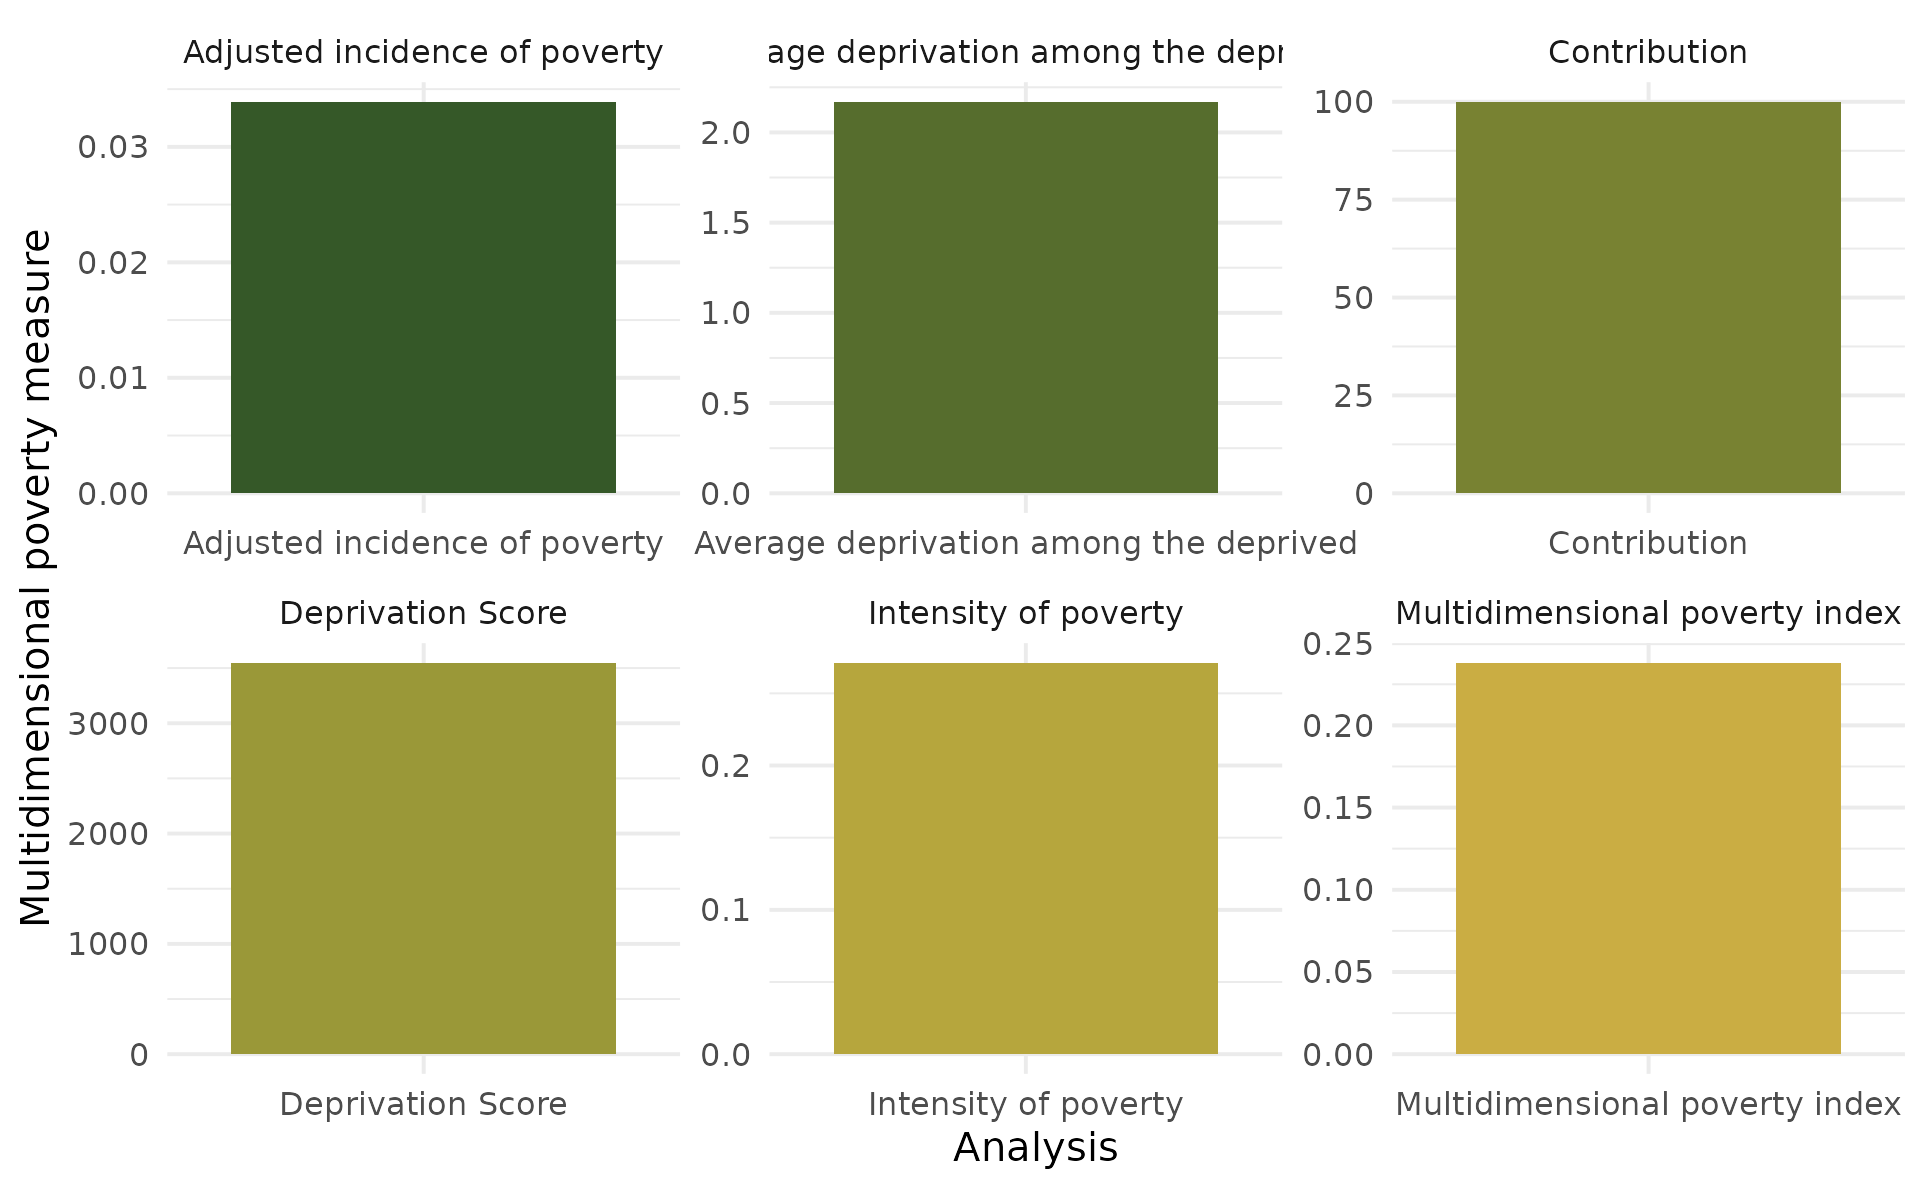 Adjusted incidence of poverty
age deprivation among the depr
Contribution
0.03
0.02
0.01
0.00
2.0
1.5
1.0
0.5
0.0
100
75
50
25
0
Adjusted incidence of poverty
Average deprivation among the deprived
Contribution
Multidimensional poverty measure
Deprivation Score
Intensity of poverty
Multidimensional poverty index
3000
2000
1000
0
0.2
0.1
0.0
0.25
0.20
0.15
0.10
0.05
0.00
Deprivation Score
Intensity of poverty
Multidimensional poverty index
Analysis